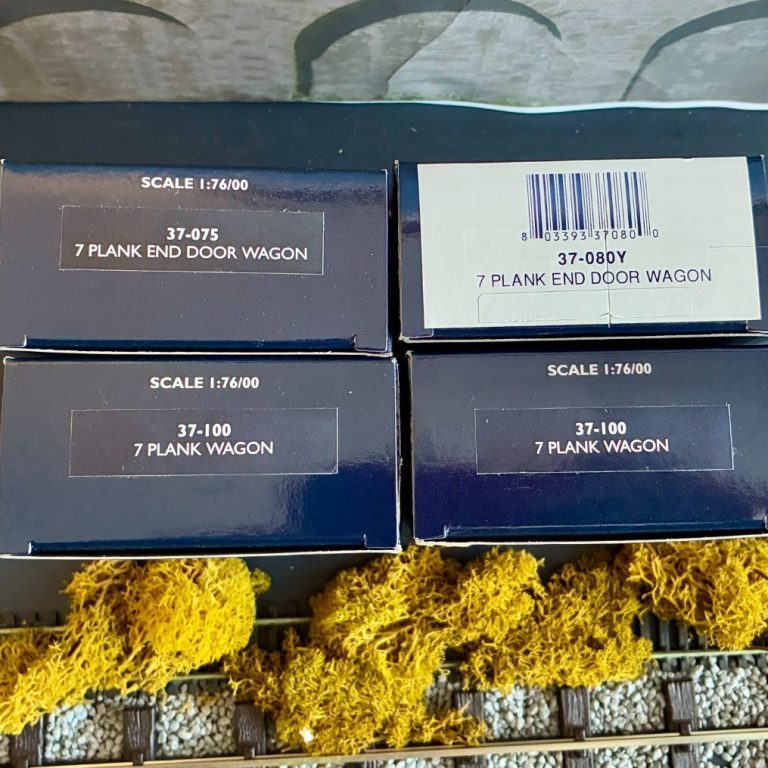 SCALE 1:76/00
37-075
7 PLANK END DOOR WAGON
8 03393 37080 0
37-080Y
7 PLANK END DOOR WAGON
SCALE 1:76/00
37-100
7 PLANK WAGON
SCALE 1:76/00
37-100
7 PLANK WAGON